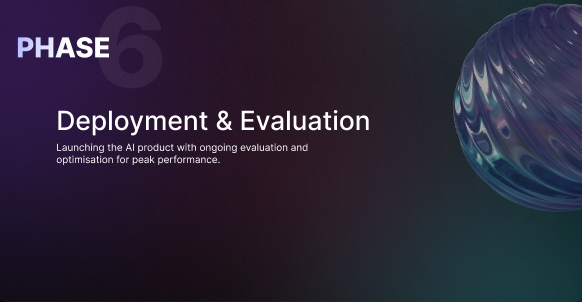 PHASE 6
Deployment & Evaluation
Launching the AI product with ongoing evaluation and
optimisation for peak performance.